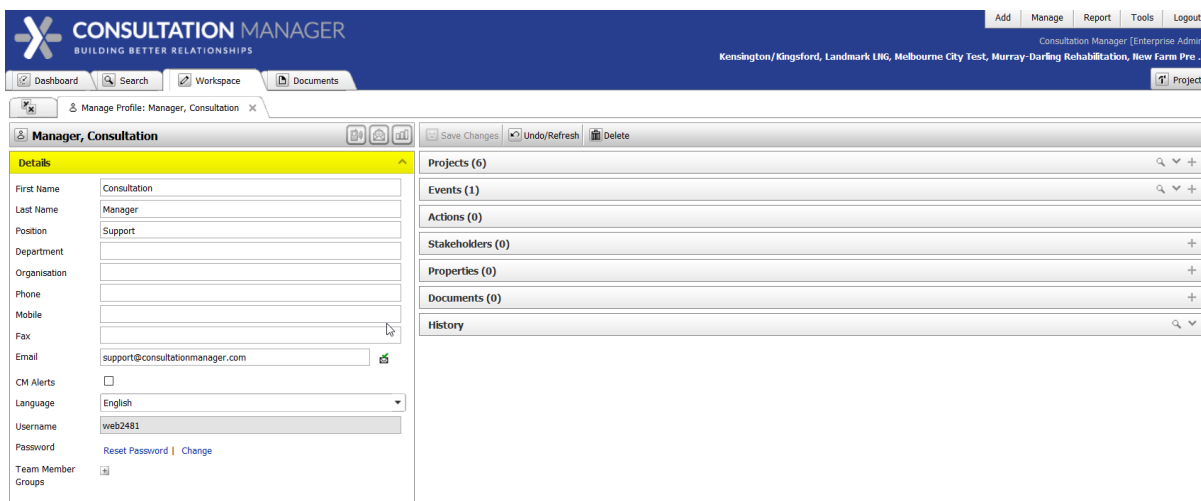 Add Manage Report Tools Logout
CONSULTATION MANAGER
BUILDING BETTER RELATIONSHIPS
Consultation Manager [Enterprise Admin
Kensington/Kingsford, Landmark LNG, Melbourne City Test, Murray-Darling Rehabilitation, New Farm Pre .
Dashboard Search Workspace Documents Project
Manage Profile: Manager, Consultation
Manager, Consultation
Save Changes Undo/Refresh Delete
Details
First Name Consultation
Last Name Manager
Position Support
Department
Organisation
Phone
Mobile
Fax
Email support@consultationmanager.com
CM Alerts
Language English
Username web2481
Password Reset Password | Change
Team Member
Groups
Projects (6)
Events (1)
Actions (0)
Stakeholders (0)
Properties (0)
Documents (0)
History